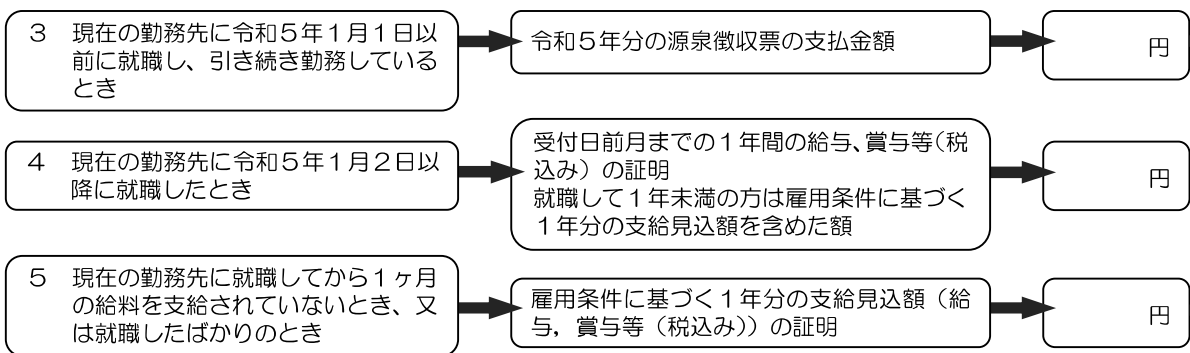 ３　現在の勤務先に令和５年１月１日以
前に就職し、引き続き勤務している
とき
令和５年分の源泉徴収票の支払金額
円
４　現在の勤務先に令和５年１月２日以
降に就職したとき
受付日前月までの１年間の給与、賞与等（税
込み）の証明
就職して１年未満の方は雇用条件に基づく
１年分の支給見込額を含めた額
円
５　現在の勤務先に就職してから１ヶ月
の給料を支給されていないとき、又
は就職したばかりのとき
雇用条件に基づく１年分の支給見込額（給
与，賞与等（税込み））の証明
円